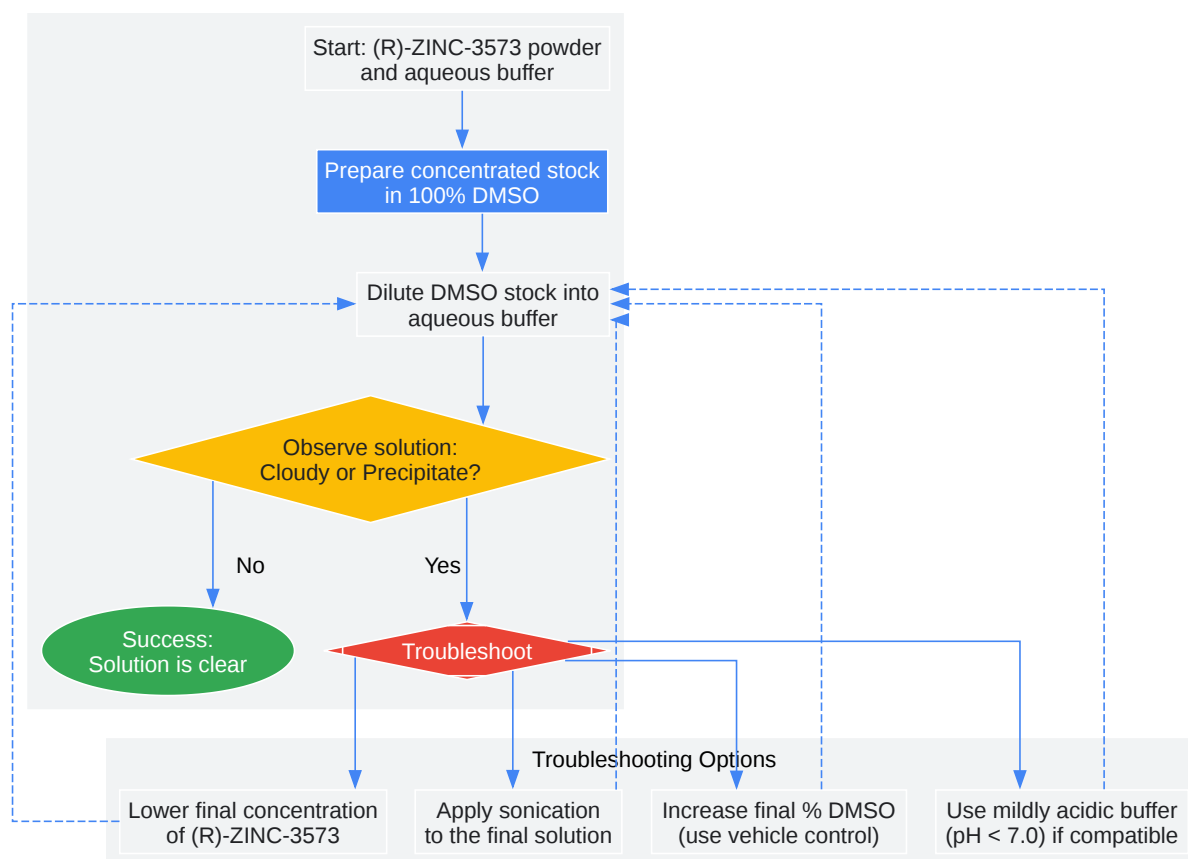 Start: (R)-ZINC-3573 powder
and aqueous buffer
Prepare concentrated stock
in 100% DMSO
Dilute DMSO stock into
aqueous buffer
Observe solution:
Cloudy or Precipitate?
No
Yes
Success:
Solution is clear
Troubleshoot
Troubleshooting Options
Lower final concentration
of (R)-ZINC-3573
Apply sonication
to the final solution
Increase final % DMSO
(use vehicle control)
Use mildly acidic buffer
(pH < 7.0) if compatible